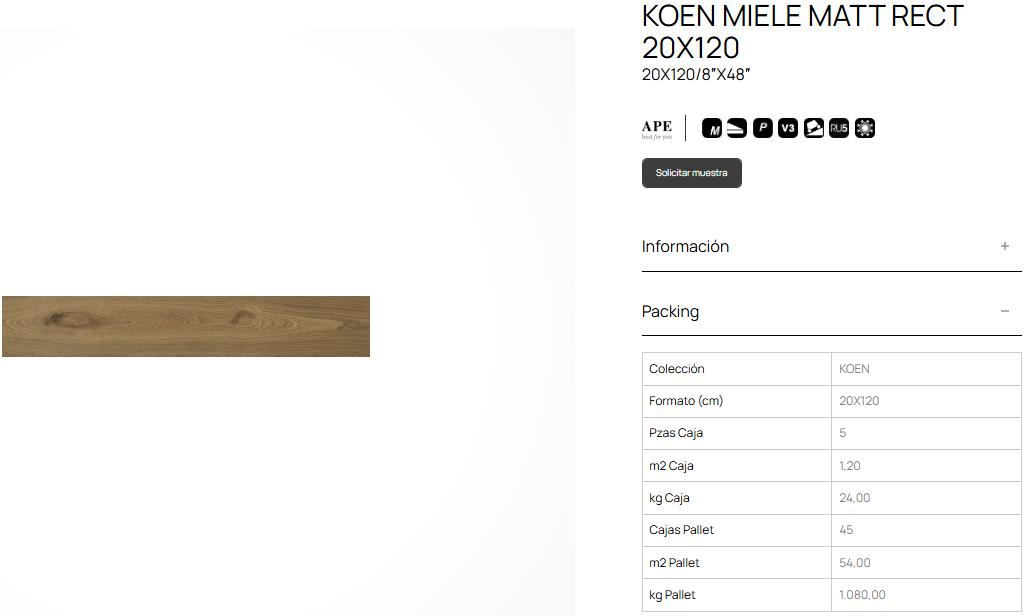 KOEN MIELE MATT RECT
20X120
20X120/8"X48"
APE
best for you
M
P
V3
RU5
Solicitar muestra
Información
+
Packing
−
Colección KOEN
Formato (cm) 20X120
Pzas Caja 5
m2 Caja 1,20
kg Caja 24,00
Cajas Pallet 45
m2 Pallet 54,00
kg Pallet 1.080,00